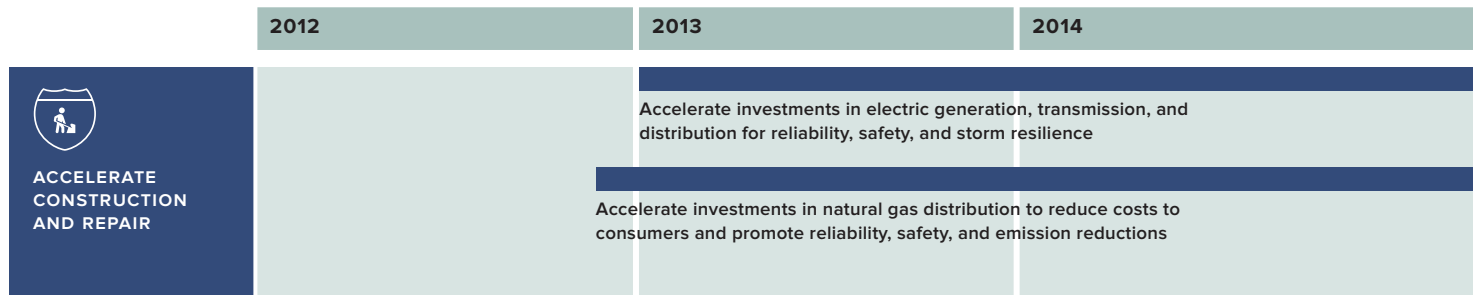 2012
2013
2014
ACCELERATE
CONSTRUCTION
AND REPAIR
Accelerate investments in electric generation, transmission, and
distribution for reliability, safety, and storm resilience
Accelerate investments in natural gas distribution to reduce costs to
consumers and promote reliability, safety, and emission reductions